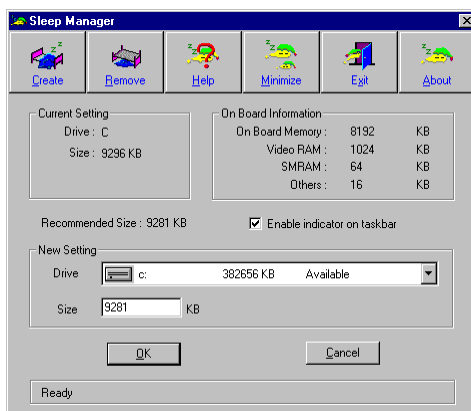 Sleep Manager
Create Remove Help Minimize Exit About
Current Setting
Drive : C
Size : 9296 KB
On Board Information
On Board Memory : 8192 KB
Video RAM : 1024 KB
SMRAM : 64 KB
Others : 16 KB
Recommended Size : 9281 KB
Enable indicator on taskbar
New Setting
Drive c: 382656 KB Available
Size 9281 KB
OK Cancel
Ready